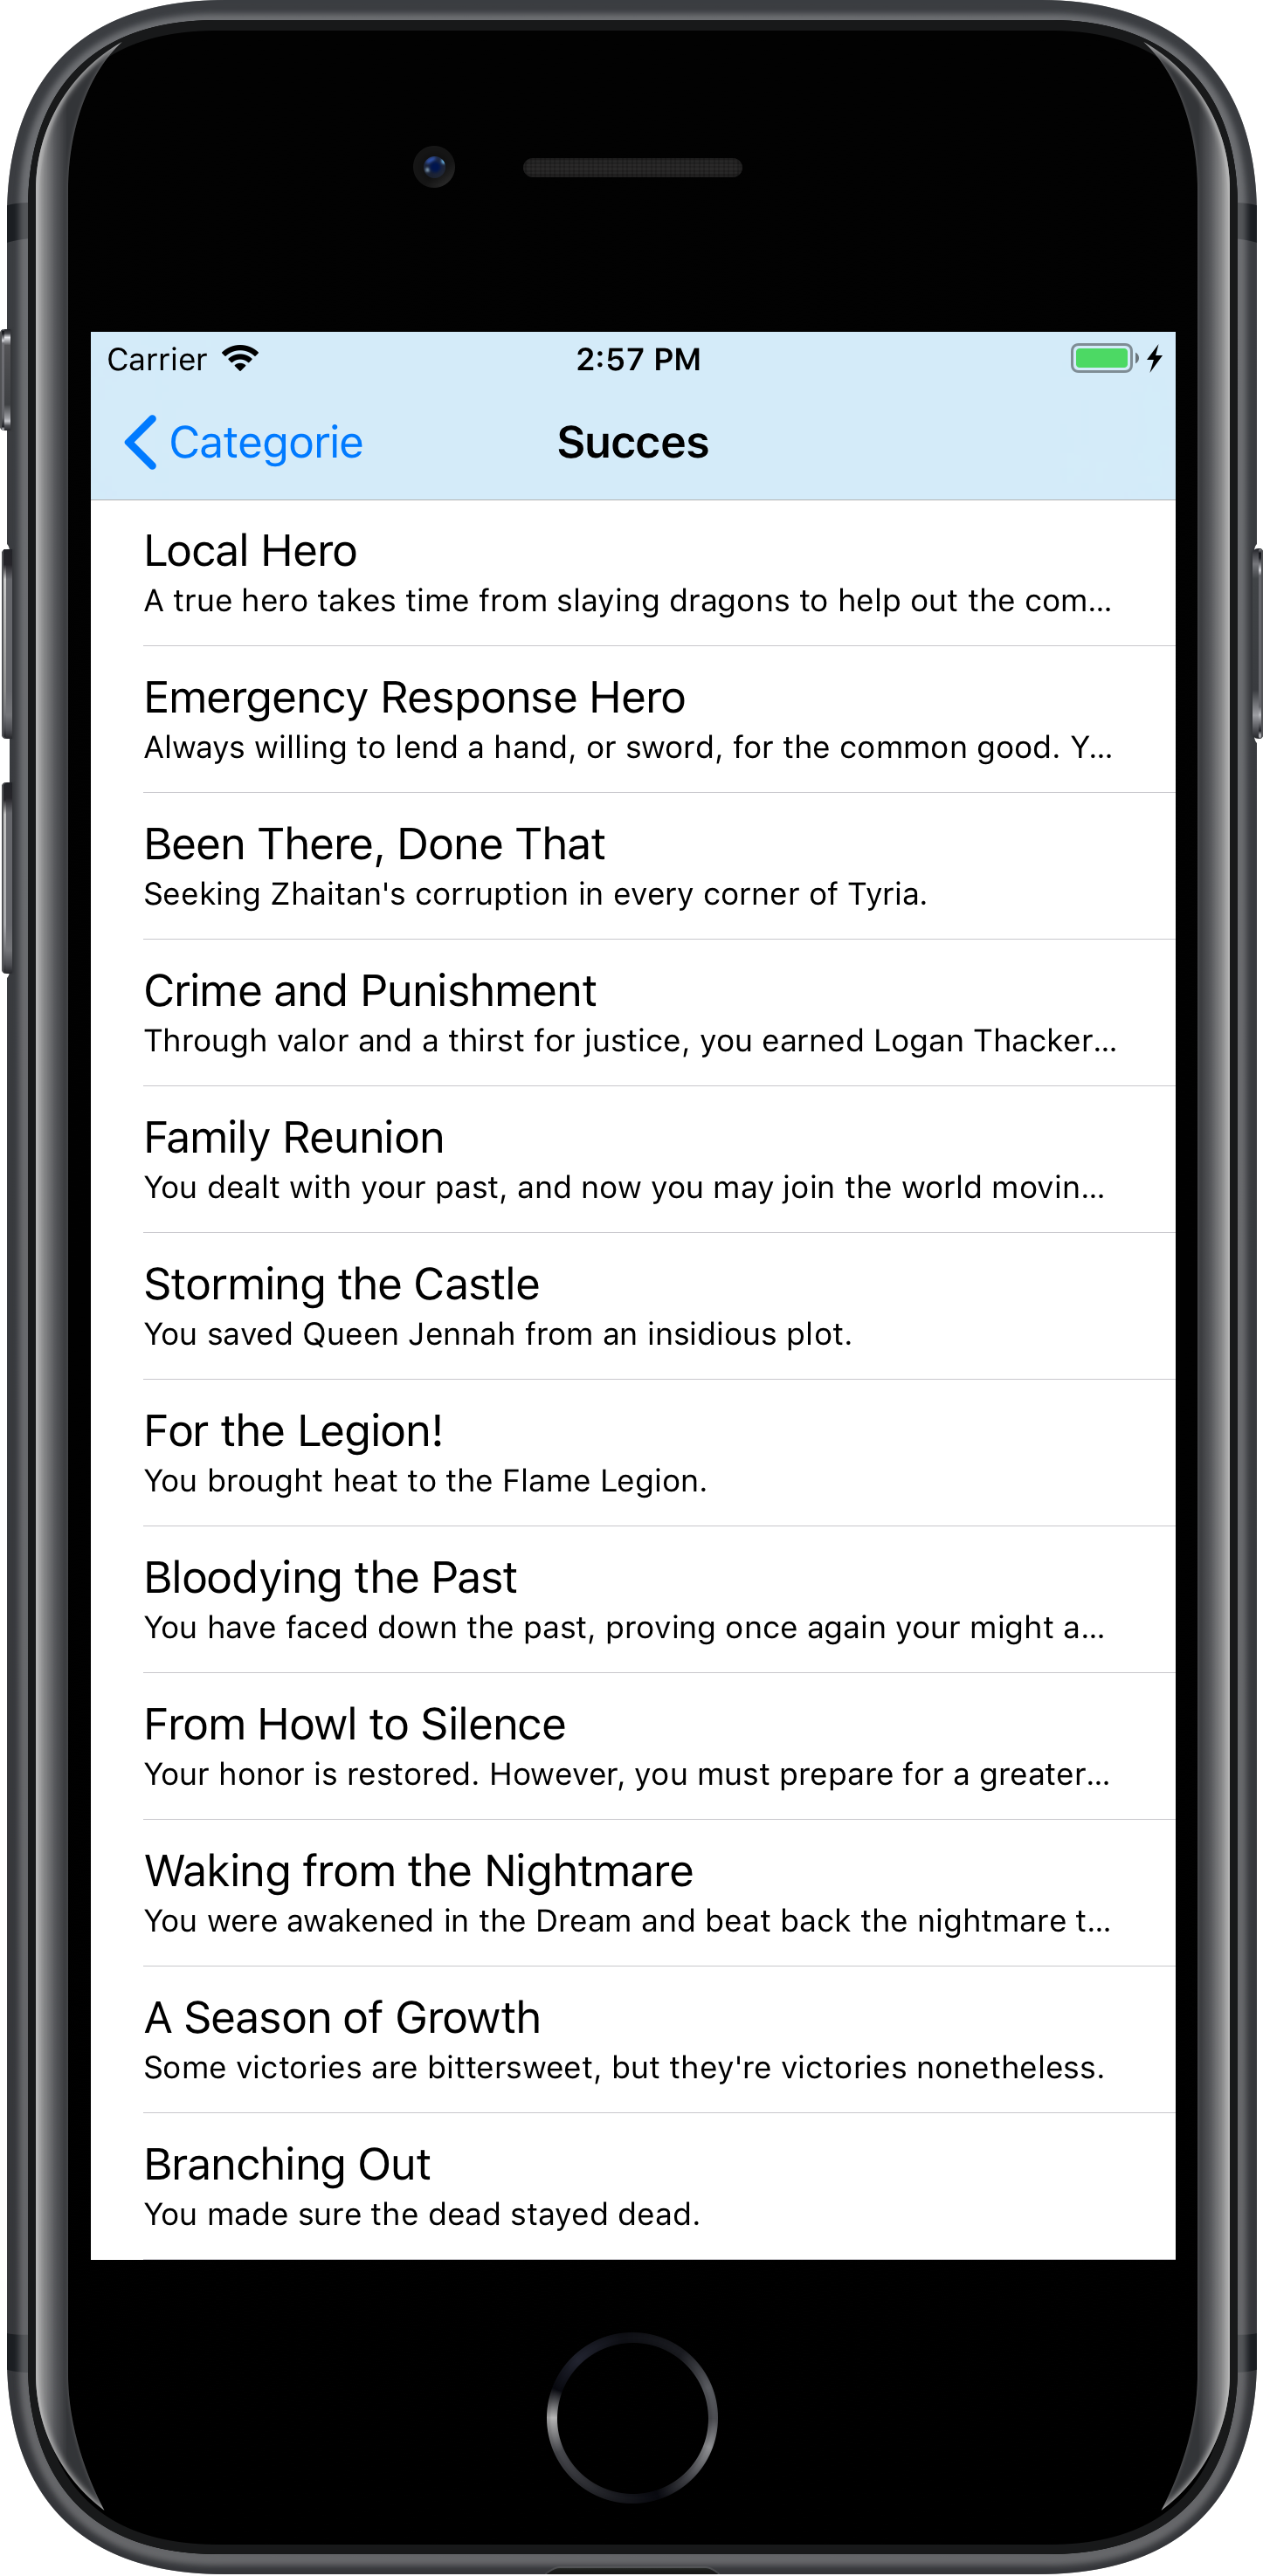 Carrier 2:57 PM
Categorie Succes
Local Hero
A true hero takes time from slaying dragons to help out the com...
Emergency Response Hero
Always willing to lend a hand, or sword, for the common good. Y...
Been There, Done That
Seeking Zhaitan's corruption in every corner of Tyria.
Crime and Punishment
Through valor and a thirst for justice, you earned Logan Thacker...
Family Reunion
You dealt with your past, and now you may join the world movin...
Storming the Castle
You saved Queen Jennah from an insidious plot.
For the Legion!
You brought heat to the Flame Legion.
Bloodying the Past
You have faced down the past, proving once again your might a...
From Howl to Silence
Your honor is restored. However, you must prepare for a greater...
Waking from the Nightmare
You were awakened in the Dream and beat back the nightmare t...
A Season of Growth
Some victories are bittersweet, but they're victories nonetheless.
Branching Out
You made sure the dead stayed dead.